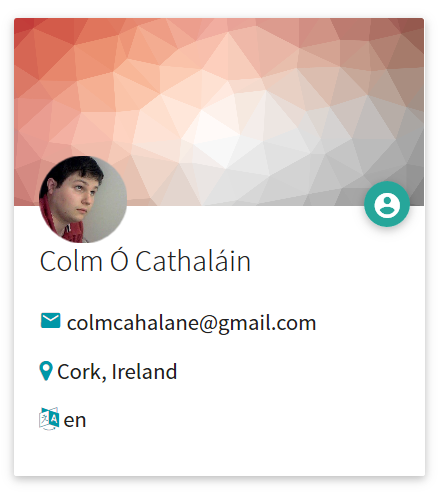 Colm Ó Cathaláin
colmcahalane@gmail.com
Cork, Ireland
en